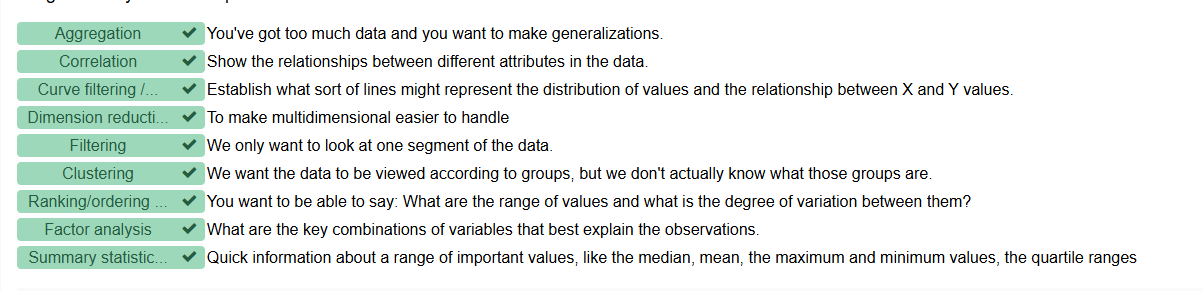 Aggregation You've got too much data and you want to make generalizations.
Correlation Show the relationships between different attributes in the data.
Curve filtering /... Establish what sort of lines might represent the distribution of values and the relationship between X and Y values.
Dimension reducti... To make multidimensional easier to handle
Filtering We only want to look at one segment of the data.
Clustering We want the data to be viewed according to groups, but we don't actually know what those groups are.
Ranking/ordering ... You want to be able to say: What are the range of values and what is the degree of variation between them?
Factor analysis What are the key combinations of variables that best explain the observations.
Summary statistic... Quick information about a range of important values, like the median, mean, the maximum and minimum values, the quartile ranges